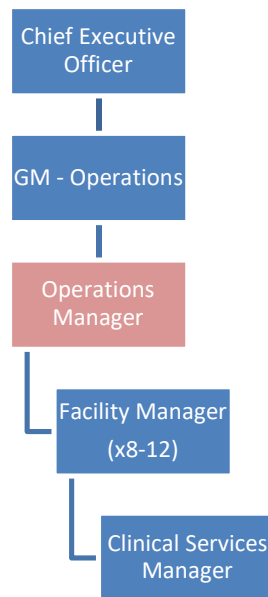 Chief Executive
Officer
GM - Operations
Operations
Manager
Facility Manager
(x8-12)
Clinical Services
Manager